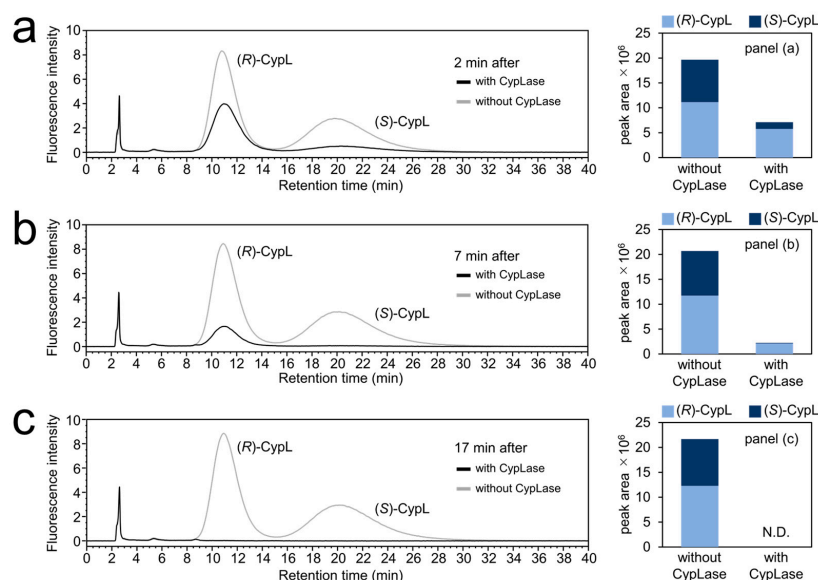 a
Fluorescence intensity
10
8
6
4
2
0
(R)-CypL
2 min after
with CypLase
without CypLase
(S)-CypL
0 2 4 6 8 10 12 14 16 18 20 22 24 26 28 30 32 34 36 38 40
Retention time (min)
(R)-CypL (S)-CypL
panel (a)
peak area ×10⁶
25
20
15
10
5
0
without CypLase
with CypLase
b
Fluorescence intensity
10
8
6
4
2
0
(R)-CypL
7 min after
with CypLase
without CypLase
(S)-CypL
0 2 4 6 8 10 12 14 16 18 20 22 24 26 28 30 32 34 36 38 40
Retention time (min)
(R)-CypL (S)-CypL
panel (b)
peak area ×10⁶
25
20
15
10
5
0
without CypLase
with CypLase
c
Fluorescence intensity
10
8
6
4
2
0
(R)-CypL
17 min after
with CypLase
without CypLase
(S)-CypL
0 2 4 6 8 10 12 14 16 18 20 22 24 26 28 30 32 34 36 38 40
Retention time (min)
(R)-CypL (S)-CypL
panel (c)
peak area ×10⁶
25
20
15
10
5
0
N.D.
without CypLase
with CypLase